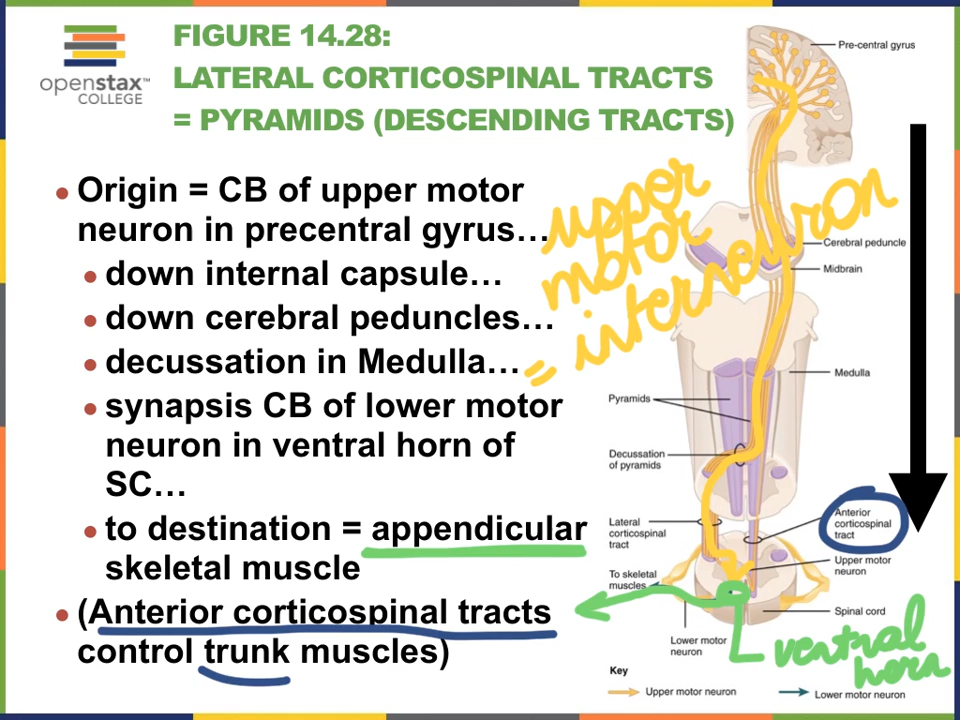 openstax™
COLLEGE
FIGURE 14.28:
LATERAL CORTICOSPINAL TRACTS
= PYRAMIDS (DESCENDING TRACTS)
Origin = CB of upper motor
neuron in precentral gyrus…
down internal capsule…
down cerebral peduncles…
decussation in Medulla…
synapsis CB of lower motor
neuron in ventral horn of
SC…
to destination = appendicular
skeletal muscle
(Anterior corticospinal tracts
control trunk muscles)
upper
motor
= interneuron
Pre-central gyrus
Cerebral peduncle
Midbrain
Medulla
Pyramids
Decussation
of pyramids
Lateral
corticospinal
tract
Anterior
corticospinal
tract
To skeletal
muscles
Upper motor
neuron
Spinal cord
Lower motor
neuron
ventral
horn
Key
Upper motor neuron
Lower motor neuron